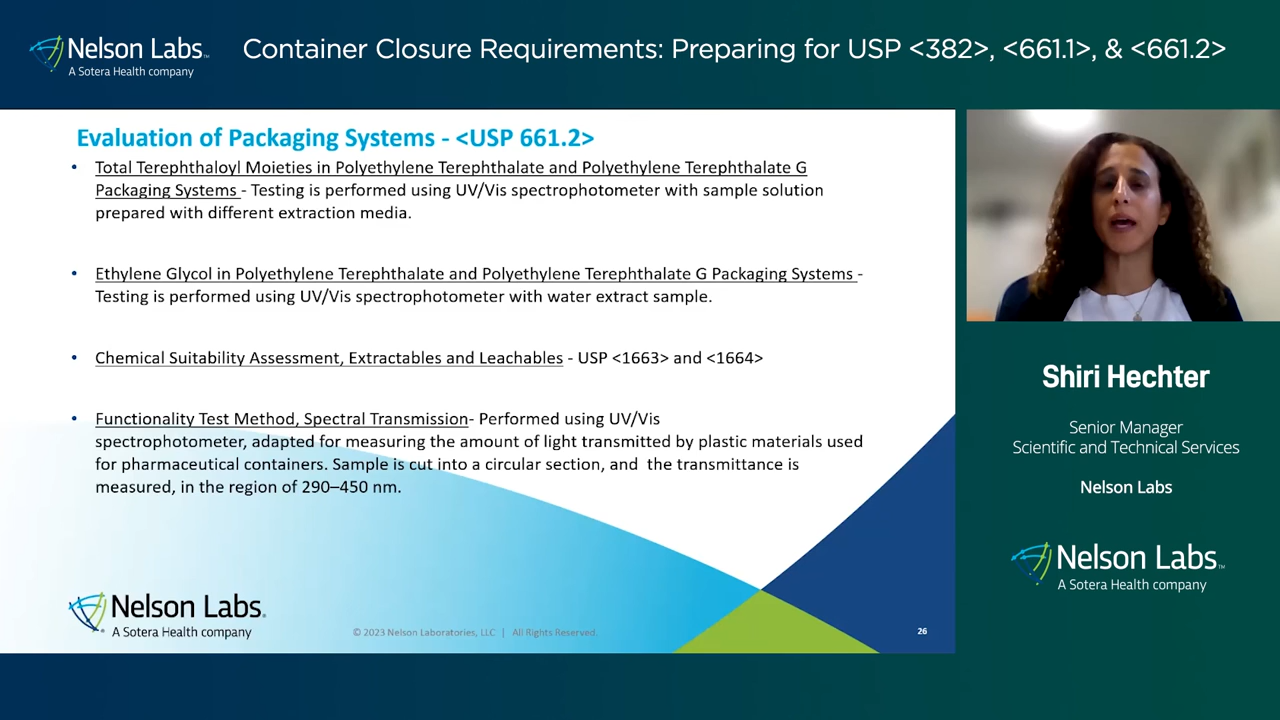 Nelson Labs™
A Sotera Health company
Container Closure Requirements: Preparing for USP <382>, <661.1>, & <661.2>
Evaluation of Packaging Systems - <USP 661.2>
• Total Terephthaloyl Moieties in Polyethylene Terephthalate and Polyethylene Terephthalate G
Packaging Systems - Testing is performed using UV/Vis spectrophotometer with sample solution
prepared with different extraction media.
• Ethylene Glycol in Polyethylene Terephthalate and Polyethylene Terephthalate G Packaging Systems -
Testing is performed using UV/Vis spectrophotometer with water extract sample.
• Chemical Suitability Assessment, Extractables and Leachables - USP <1663> and <1664>
• Functionality Test Method, Spectral Transmission- Performed using UV/Vis
spectrophotometer, adapted for measuring the amount of light transmitted by plastic materials used
for pharmaceutical containers. Sample is cut into a circular section, and the transmittance is
measured, in the region of 290–450 nm.
Nelson Labs®
A Sotera Health company
© 2023 Nelson Laboratories, LLC | All Rights Reserved.
26
Shiri Hechter
Senior Manager
Scientific and Technical Services
Nelson Labs
Nelson Labs™
A Sotera Health company